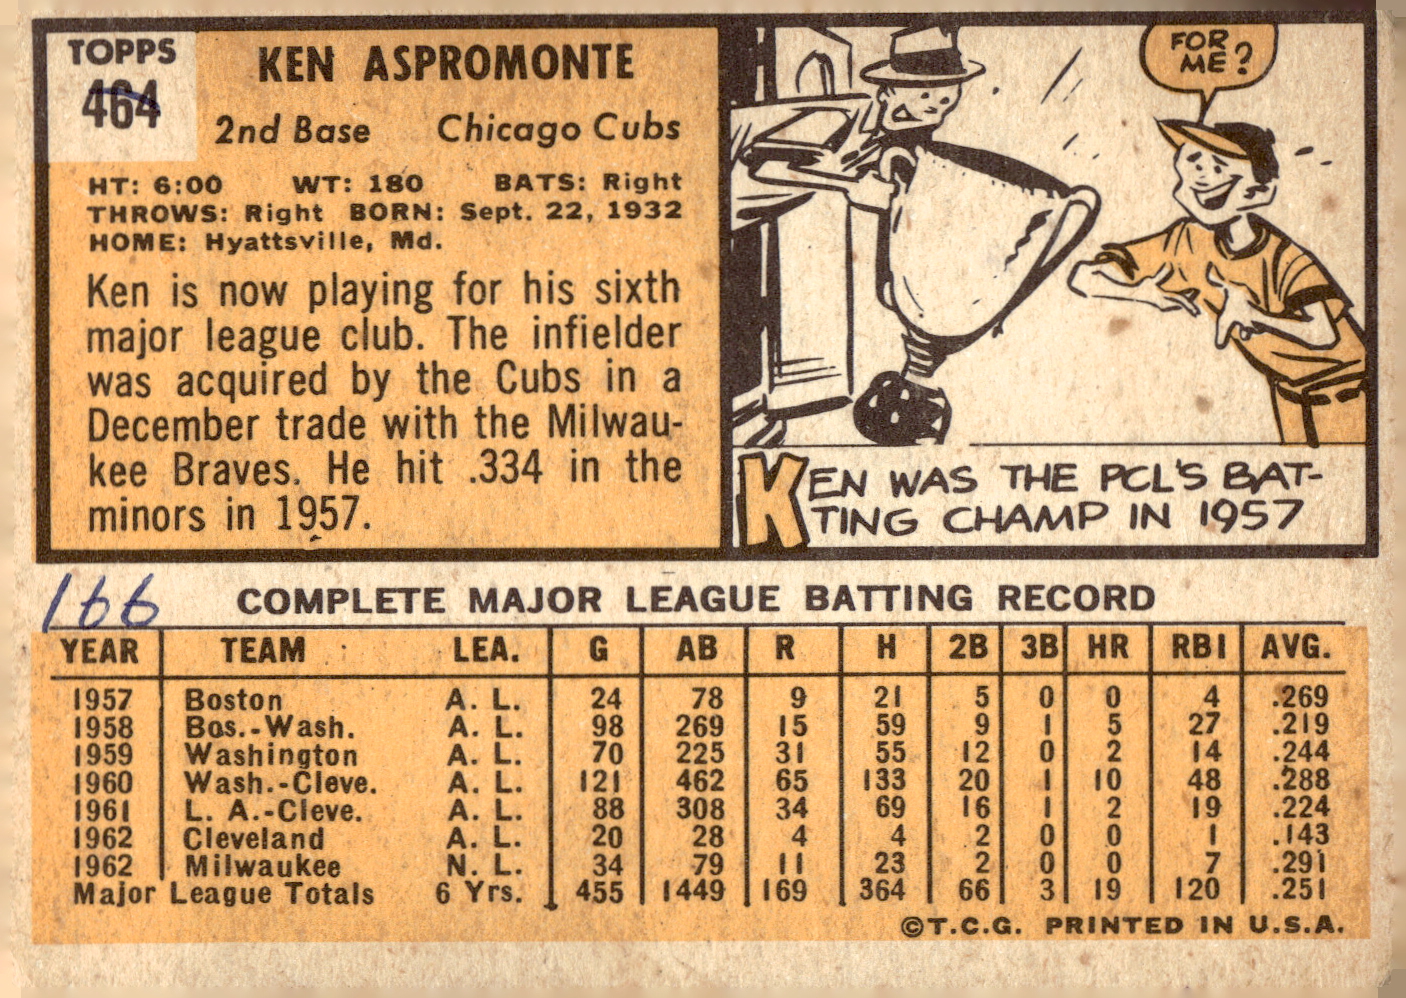 TOPPS
464
KEN ASPROMONTE
2nd Base Chicago Cubs
HT: 6:00 WT: 180 BATS: Right
THROWS: Right BORN: Sept. 22, 1932
HOME: Hyattsville, Md.
Ken is now playing for his sixth
major league club. The infielder
was acquired by the Cubs in a
December trade with the Milwau-
kee Braves. He hit .334 in the
minors in 1957.
FOR
ME?
KEN WAS THE PCL'S BAT-
TING CHAMP IN 1957
166
COMPLETE MAJOR LEAGUE BATTING RECORD
YEAR TEAM LEA. G AB R H 2B 3B HR RBI AVG.
1957 Boston A. L. 24 78 9 21 5 0 0 4 .269
1958 Bos.-Wash. A. L. 98 269 15 59 9 1 5 27 .219
1959 Washington A. L. 70 225 31 55 12 0 2 14 .244
1960 Wash.-Cleve. A. L. 121 462 65 133 20 1 10 48 .288
1961 L. A.-Cleve. A. L. 88 308 34 69 16 1 2 19 .224
1962 Cleveland A. L. 20 28 4 4 2 0 0 1 .143
1962 Milwaukee N. L. 34 79 11 23 2 0 0 7 .291
Major League Totals 6 Yrs. 455 1449 169 364 66 3 19 120 .251
©T.C.G. PRINTED IN U.S.A.